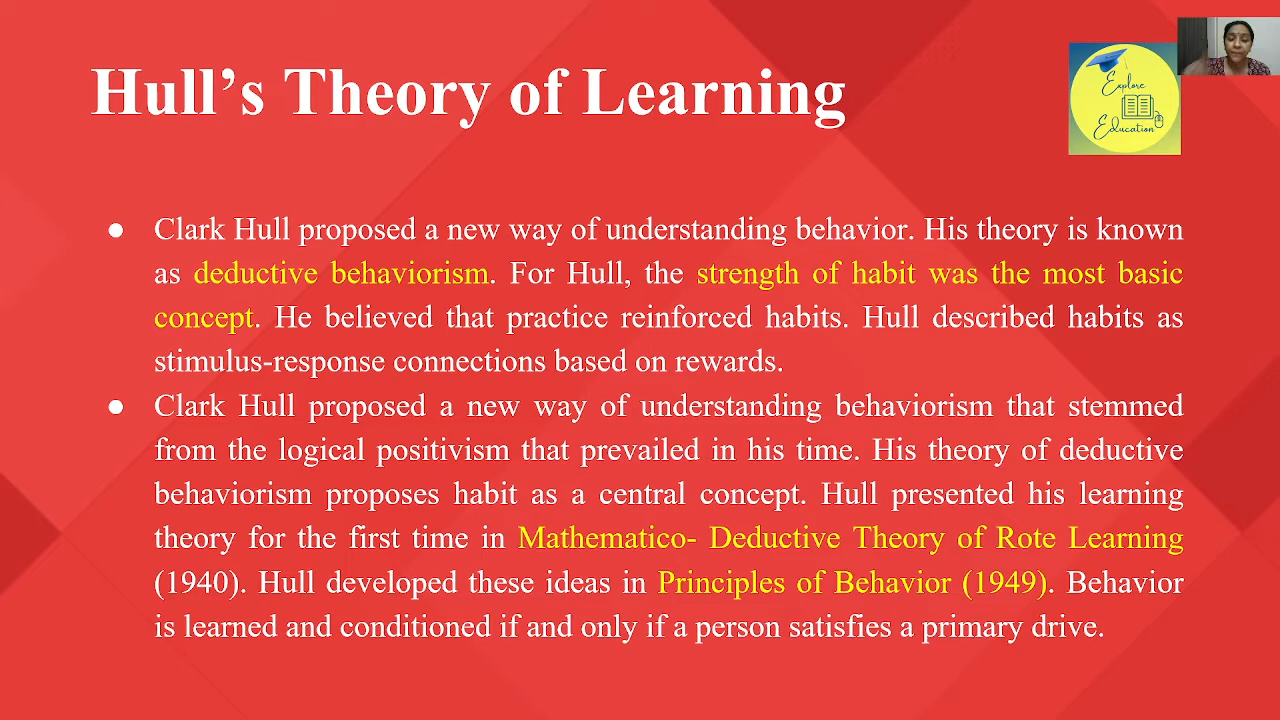 Hull’s Theory of Learning
Explore
Education
● Clark Hull proposed a new way of understanding behavior. His theory is known
as deductive behaviorism. For Hull, the strength of habit was the most basic
concept. He believed that practice reinforced habits. Hull described habits as
stimulus-response connections based on rewards.
● Clark Hull proposed a new way of understanding behaviorism that stemmed
from the logical positivism that prevailed in his time. His theory of deductive
behaviorism proposes habit as a central concept. Hull presented his learning
theory for the first time in Mathematico- Deductive Theory of Rote Learning
(1940). Hull developed these ideas in Principles of Behavior (1949). Behavior
is learned and conditioned if and only if a person satisfies a primary drive.